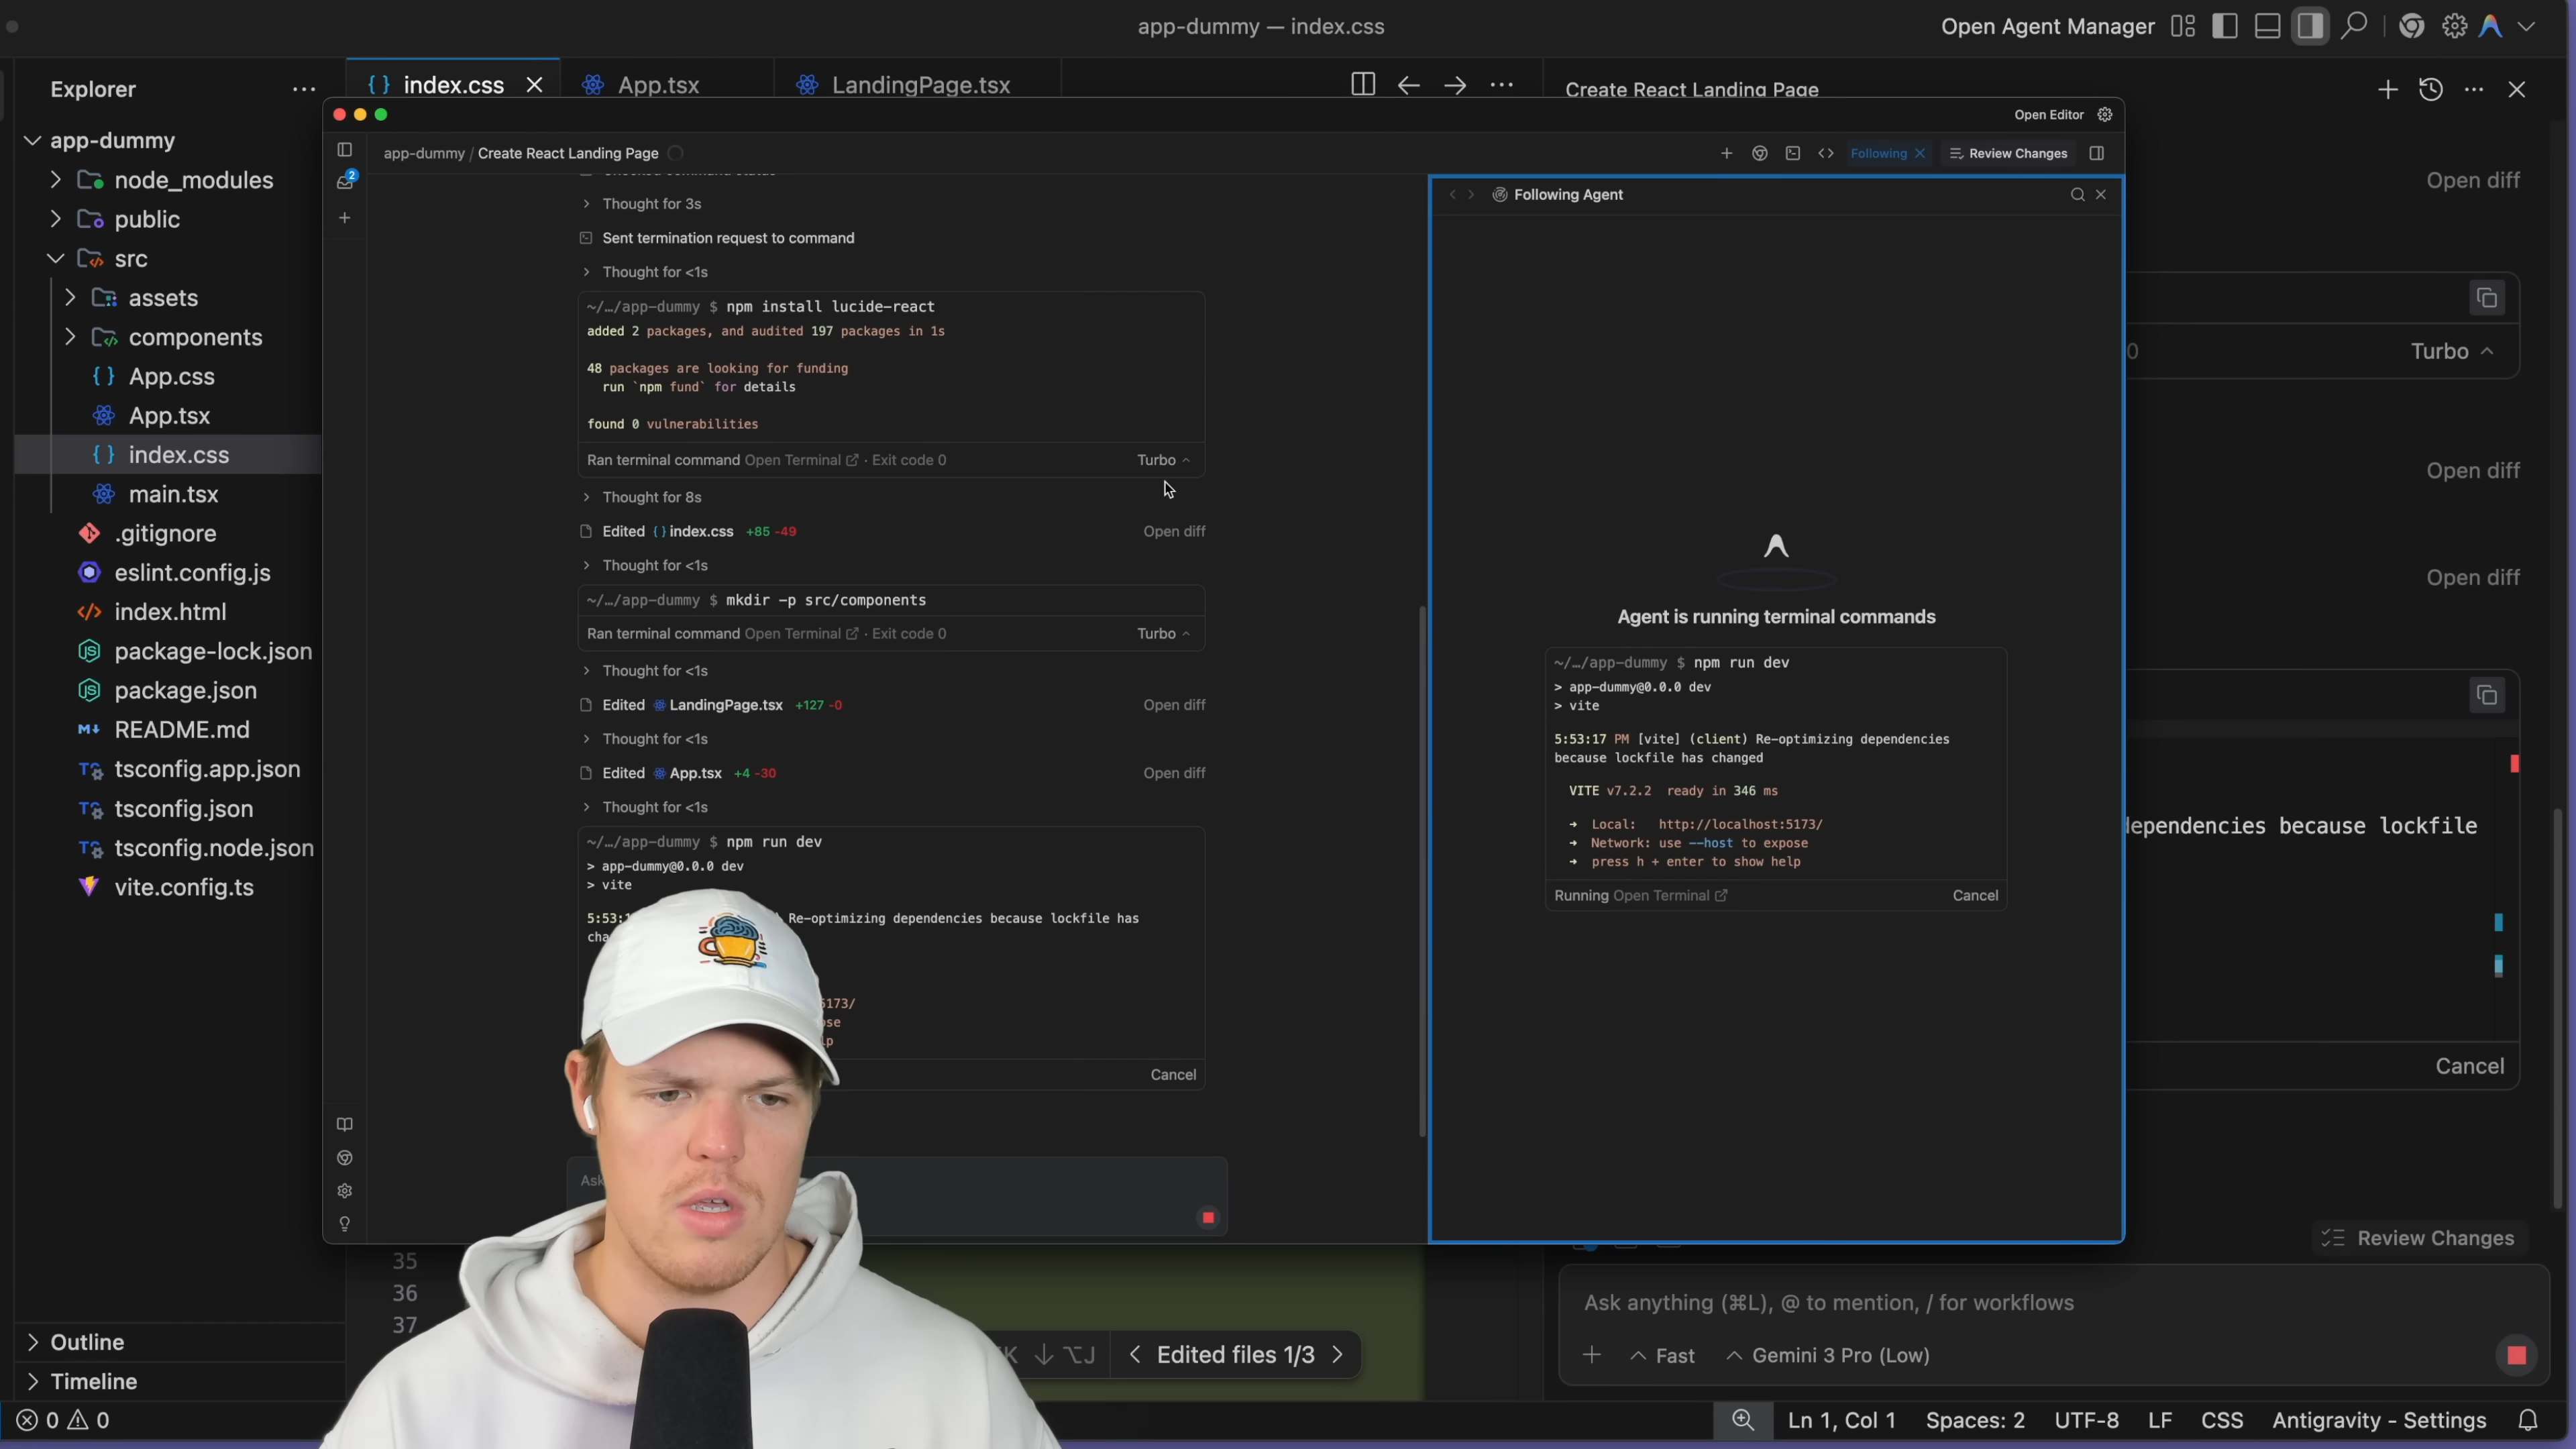 app-dummy — index.css
Open Agent Manager
Explorer
index.css
App.tsx
LandingPage.tsx
Create React Landing Page
app-dummy
node_modules
public
src
assets
components
App.css
App.tsx
index.css
main.tsx
.gitignore
eslint.config.js
index.html
package-lock.json
package.json
README.md
tsconfig.app.json
tsconfig.json
tsconfig.node.json
vite.config.ts
Outline
Timeline
Open Editor
app-dummy / Create React Landing Page
Following
Review Changes
2
Thought for 3s
Sent termination request to command
Thought for <1s
~/…/app-dummy $ npm install lucide-react
added 2 packages, and audited 197 packages in 1s
48 packages are looking for funding
run `npm fund` for details
found 0 vulnerabilities
Ran terminal command Open Terminal · Exit code 0
Turbo
Thought for 8s
Edited {} index.css +85 -49
Open diff
Thought for <1s
~/…/app-dummy $ mkdir -p src/components
Ran terminal command Open Terminal · Exit code 0
Turbo
Thought for <1s
Edited LandingPage.tsx +127 -0
Open diff
Thought for <1s
Edited App.tsx +4 -30
Open diff
Thought for <1s
~/…/app-dummy $ npm run dev
> app-dummy@0.0.0 dev
> vite
Re-optimizing dependencies because lockfile has
Cancel
Following Agent
Agent is running terminal commands
~/…/app-dummy $ npm run dev
> app-dummy@0.0.0 dev
> vite
5:53:17 PM [vite] (client) Re-optimizing dependencies
because lockfile has changed
VITE v7.2.2 ready in 346 ms
➜ Local: http://localhost:5173/
➜ Network: use --host to expose
➜ press h + enter to show help
Running Open Terminal
Cancel
Open diff
0
Turbo
Open diff
Open diff
dependencies because lockfile
Cancel
Review Changes
Ask anything (⌘L), @ to mention, / for workflows
Fast
Gemini 3 Pro (Low)
35
36
37
K ↓ ⌥J
Edited files 1/3
0
0
Ln 1, Col 1
Spaces: 2
UTF-8
LF
CSS
Antigravity - Settings